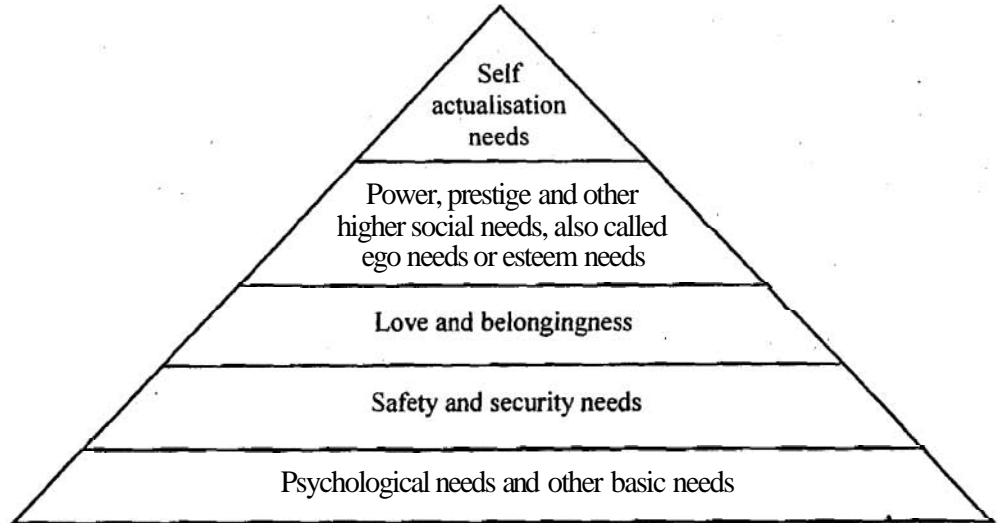 Self
actualisation
needs
Power, prestige and other
higher social needs, also called
ego needs or esteem needs
Love and belongingness
Safety and security needs
Psychological needs and other basic needs